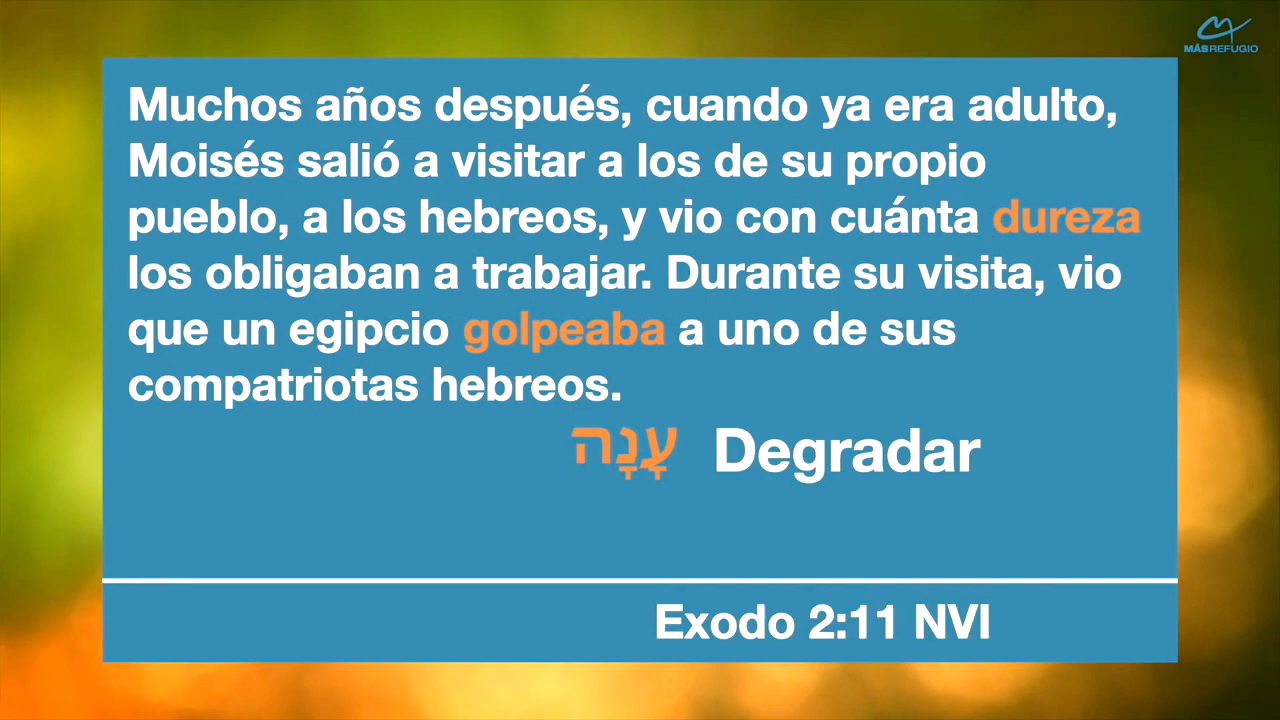 MÁSREFUGIO
Muchos años después, cuando ya era adulto,
Moisés salió a visitar a los de su propio
pueblo, a los hebreos, y vio con cuánta dureza
los obligaban a trabajar. Durante su visita, vio
que un egipcio golpeaba a uno de sus
compatriotas hebreos.
עָנָה Degradar
Exodo 2:11 NVI